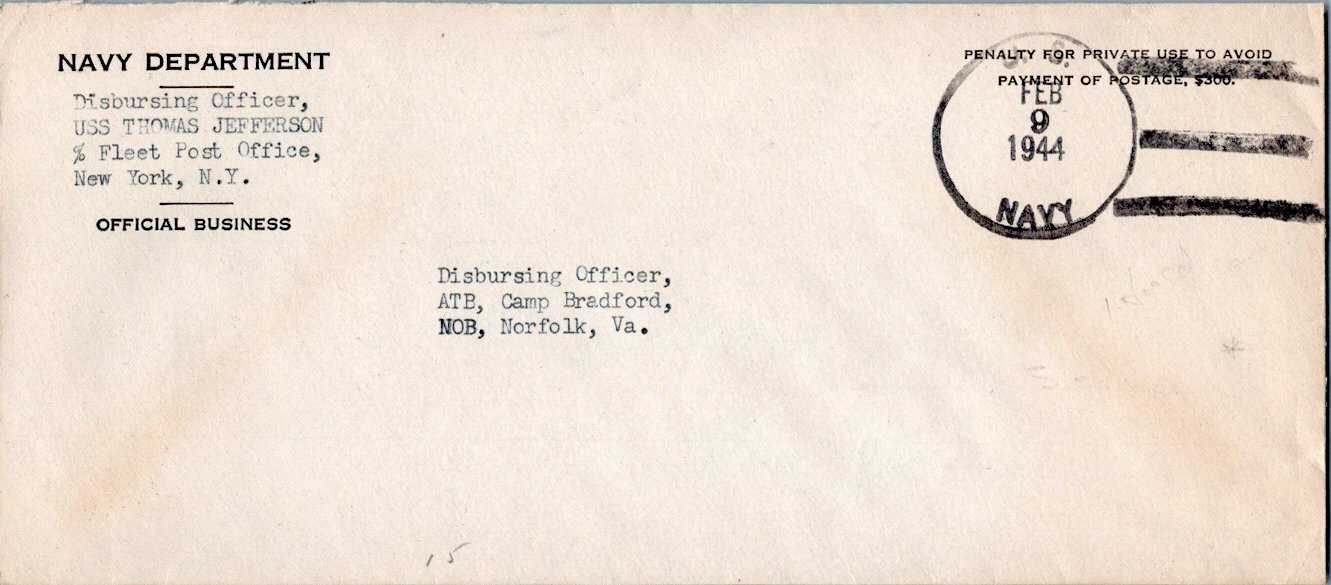 NAVY DEPARTMENT
Disbursing Officer,
USS THOMAS JEFFERSON
% Fleet Post Office,
New York, N.Y.
OFFICIAL BUSINESS
PENALTY FOR PRIVATE USE TO AVOID
PAYMENT OF POSTAGE, $300.
U. S.
FEB
9
1944
NAVY
Disbursing Officer,
ATB, Camp Bradford,
NOB, Norfolk, Va.
15